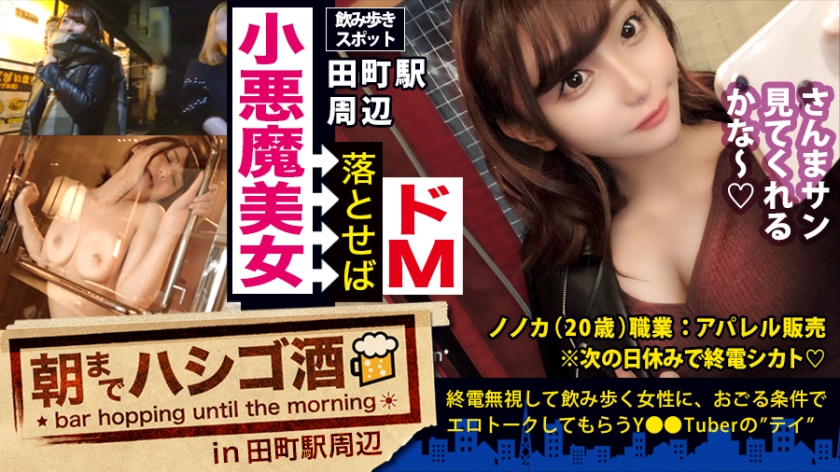 小悪魔美女
飲み歩き
スポット
田町駅
周辺
落とせば
ドM
さんまサン
見てくれる
かな〜♡
ノノカ(20歳)職業：アパレル販売
※次の日休みで終電シカト♡
朝までハシゴ酒
★ bar hopping until the morning☀
in 田町駅周辺
終電無視して飲み歩く女性に、おごる条件で
エロトークしてもらうY●●Tuberの”テイ”